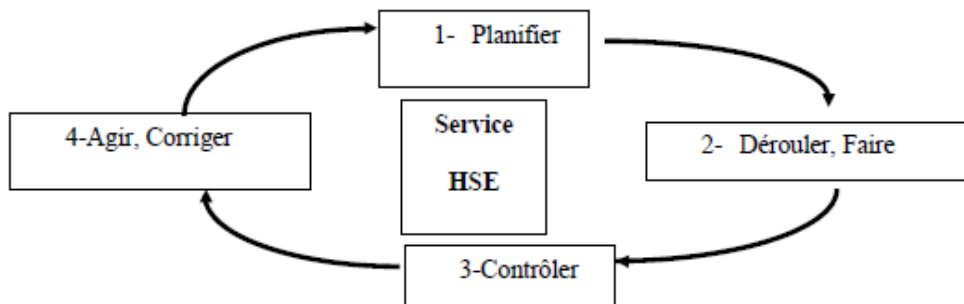 1- Planifier
2- Dérouler, Faire
3-Contrôler
4-Agir, Corriger
Service
HSE